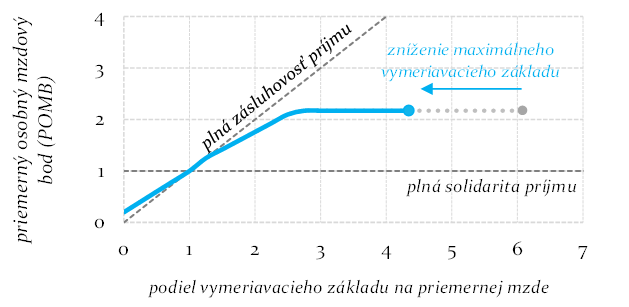 priemerný osobný mzdový
bod (POMB)
4
3
2
1
0
plná zásluhovosť príjmu
zníženie maximálneho
vymeriavacieho základu
plná solidarita príjmu
0 1 2 3 4 5 6 7
podiel vymeriavacieho základu na priemernej mzde